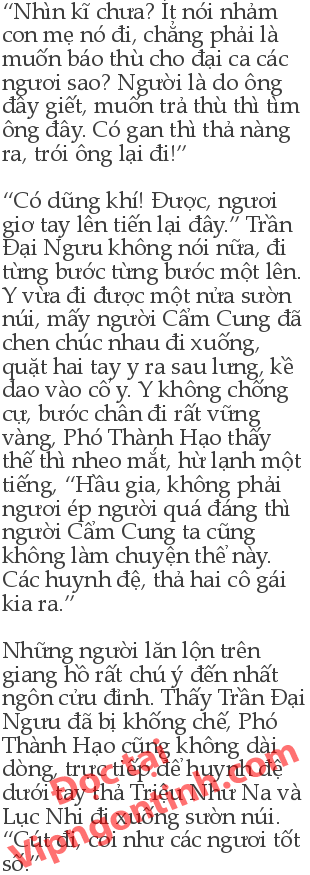 “Nhìn kĩ chưa? Ít nói nhảm
con mẹ nó đi, chẳng phải là
muốn báo thù cho đại ca các
ngươi sao? Người là do ông
đây giết, muốn trả thù thì tìm
ông đây. Có gan thì thả nàng
ra, trói ông lại đi!”
“Có dũng khí! Được, ngươi
giơ tay lên tiến lại đây.” Trần
Đại Ngưu không nói nữa, đi
từng bước từng bước một lên.
Y vừa đi được một nửa sườn
núi, mấy người Cẩm Cung đã
chen chúc nhau đi xuống,
quặt hai tay y ra sau lưng, kề
dao vào cổ y. Y không chống
cự, bước chân đi rất vững
vàng, Phó Thành Hạo thấy
thế thì nheo mắt, hừ lạnh một
tiếng, “Hầu gia, không phải
ngươi ép người quá đáng thì
người Cẩm Cung ta cũng
không làm chuyện thế này.
Các huynh đệ, thả hai cô gái
kia ra.”
Những người lăn lộn trên
giang hồ rất chú ý đến nhất
ngôn cửu đỉnh. Thấy Trần Đại
Ngưu đã bị khống chế, Phó
Thành Hạo cũng không dài
dòng, trực tiếp để huynh đệ
dưới tay thả Triệu Như Na và
Lục Nhi đi xuống sườn núi.
“Cút đi, coi như các ngươi tốt
số.”
Đọc tại
Vipngontinh.com